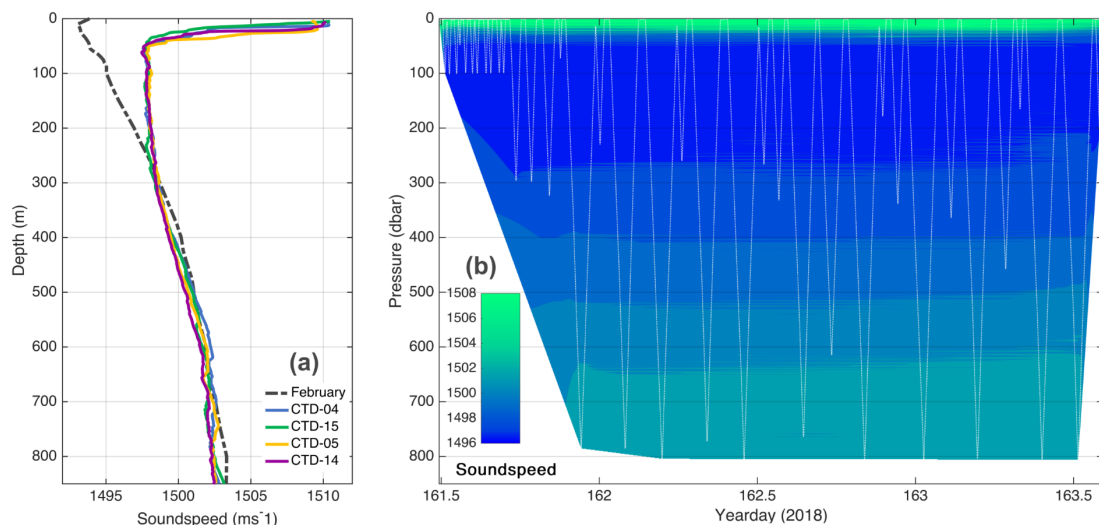 0
100
200
300
400
500
600
700
800
Depth (m)
1495
1500
1505
1510
Soundspeed (ms⁻¹)
(a)
February
CTD-04
CTD-15
CTD-05
CTD-14
0
100
200
300
400
500
600
700
800
Pressure (dbar)
(b)
1508
1506
1504
1502
1500
1498
1496
Soundspeed
161.5
162
162.5
163
163.5
Yearday (2018)